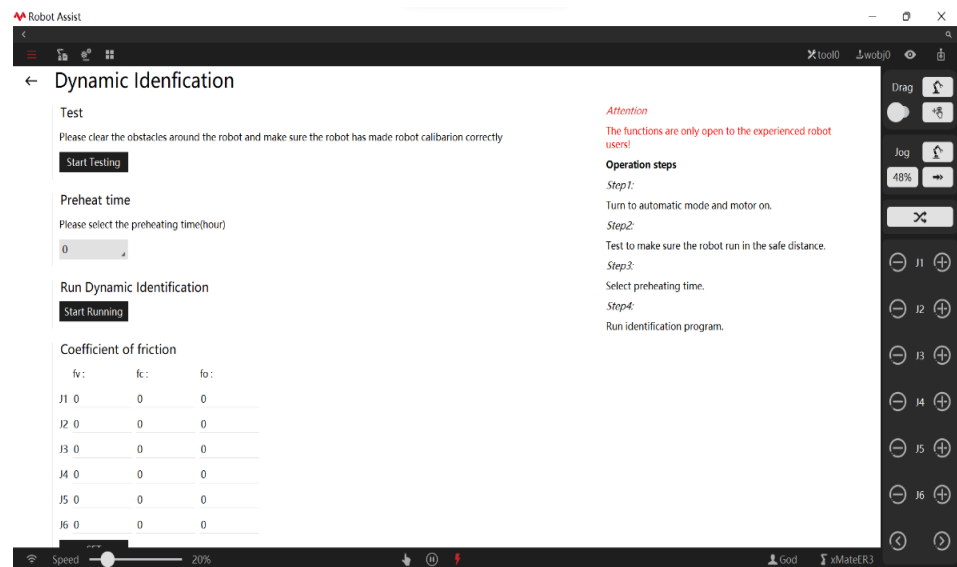 Robot Assist
tool0 wobj0
Dynamic Idenfication
Test
Please clear the obstacles around the robot and make sure the robot has made robot calibarion correctly
Start Testing
Preheat time
Please select the preheating time(hour)
0
Run Dynamic Identification
Start Running
Coefficient of friction
fv : fc : fo :
J1 0 0 0
J2 0 0 0
J3 0 0 0
J4 0 0 0
J5 0 0 0
J6 0 0 0
SET
Attention
The functions are only open to the experienced robot
users!
Operation steps
Step1:
Turn to automatic mode and motor on.
Step2:
Test to make sure the robot run in the safe distance.
Step3:
Select preheating time.
Step4:
Run identification program.
Drag
Jog
48%
J1
J2
J3
J4
J5
J6
Speed 20%
God xMateER3